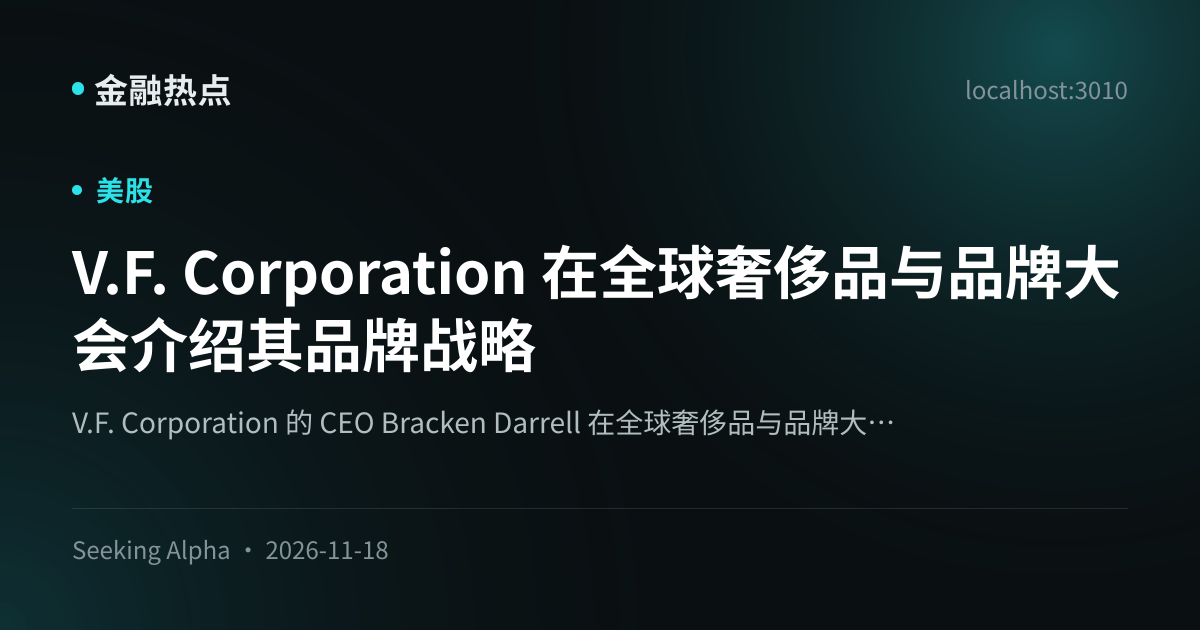 金融热点
localhost:3010
美股
V.F. Corporation 在全球奢侈品与品牌大
会介绍其品牌战略
V.F. Corporation 的 CEO Bracken Darrell 在全球奢侈品与品牌大…
Seeking Alpha · 2026-11-18